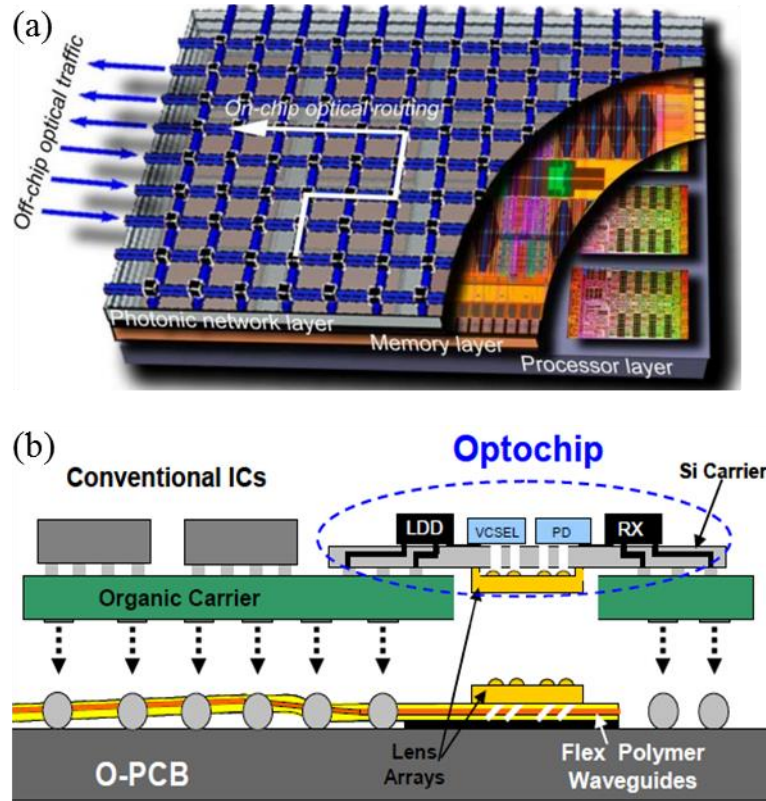 (a)
Off-chip optical traffic
On-chip optical routing
Photonic network layer
Memory layer
Processor layer
(b)
Optochip
Conventional ICs
Si Carrier
LDD
VCSEL
PD
RX
Organic Carrier
Lens
Arrays
Flex Polymer
Waveguides
O-PCB